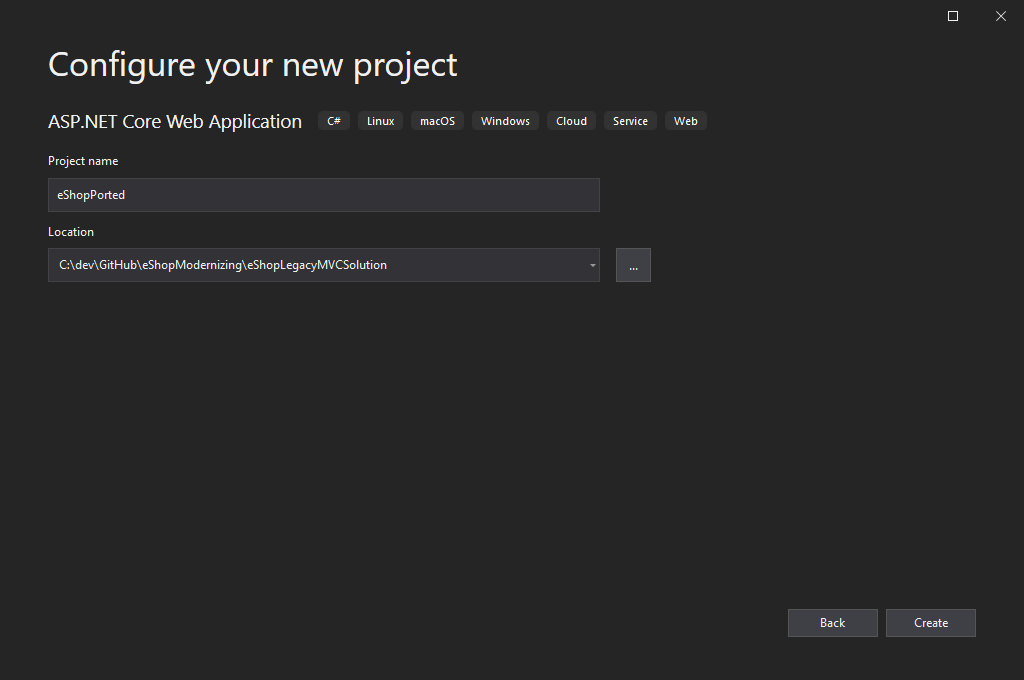 Configure your new project
ASP.NET Core Web Application C# Linux macOS Windows Cloud Service Web
Project name
eShopPorted
Location
C:\dev\GitHub\eShopModernizing\eShopLegacyMVCSolution ...
Back Create